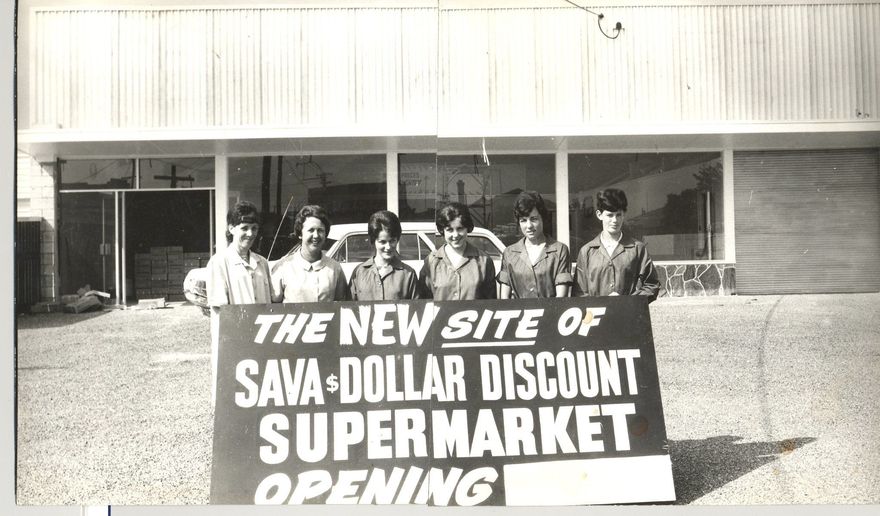 THE NEW SITE OF
SAVA $ DOLLAR DISCOUNT
SUPERMARKET
OPENING